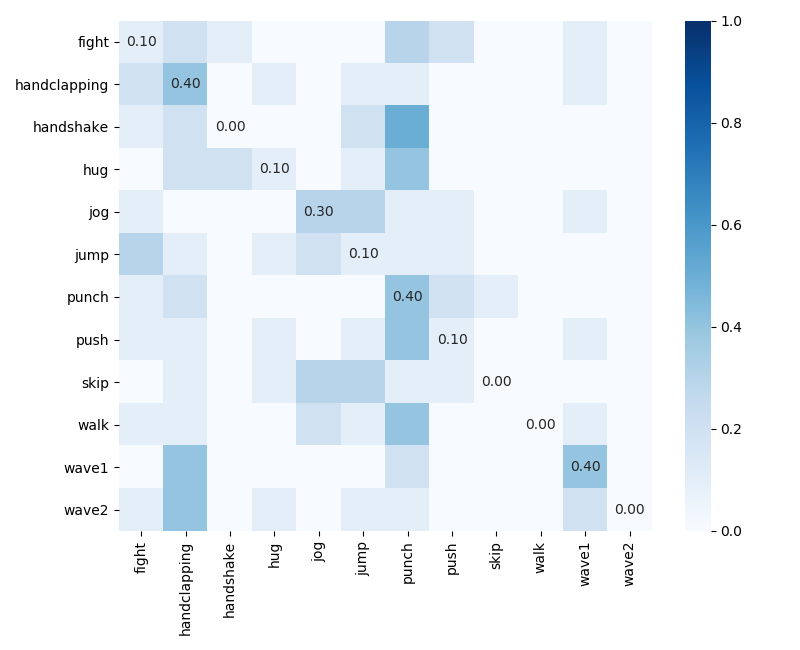 1.0
fight
0.10
handclapping
0.40
0.8
handshake
0.00
hug
0.10
0.6
jog
0.30
jump
0.10
punch
0.40
0.4
push
0.10
skip
0.00
0.2
walk
0.00
wave1
0.40
wave2
0.00
0.0
fight
handclapping
handshake
hug
jog
jump
punch
push
skip
walk
wave1
wave2